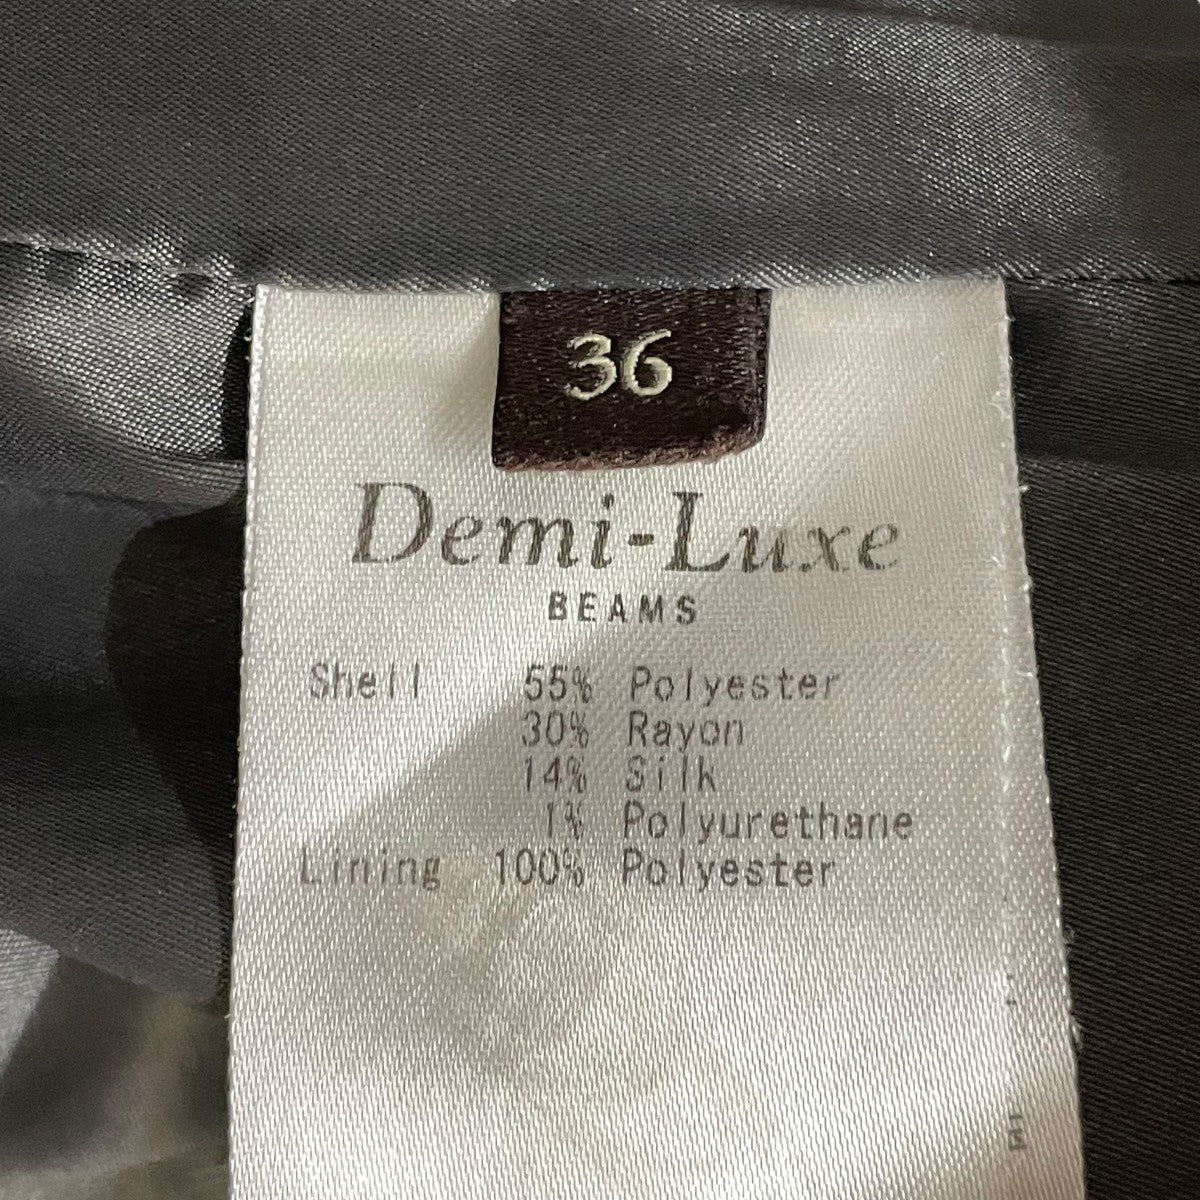 36
Demi-Luxe
BEAMS
Shell 55% Polyester
30% Rayon
14% Silk
1% Polyurethane
Lining 100% Polyester